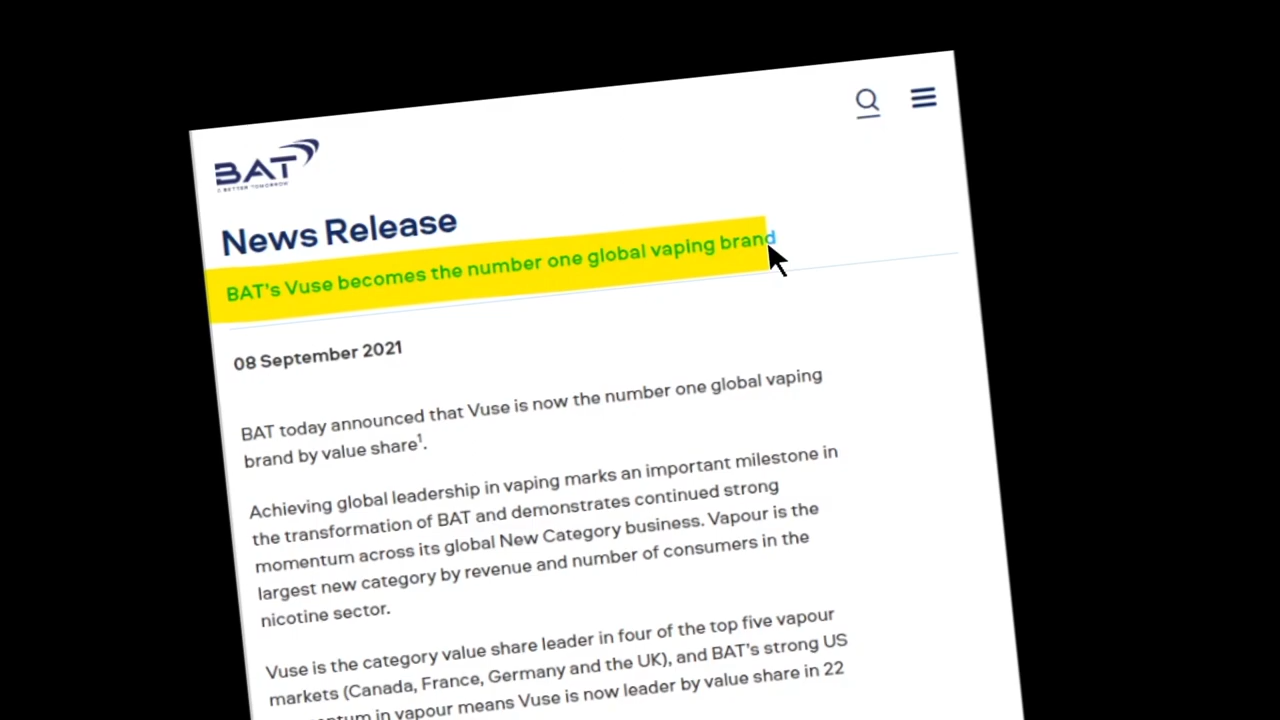 BAT
A BETTER TOMORROW
News Release
BAT's Vuse becomes the number one global vaping brand
08 September 2021
BAT today announced that Vuse is now the number one global vaping
brand by value share¹.
Achieving global leadership in vaping marks an important milestone in
the transformation of BAT and demonstrates continued strong
momentum across its global New Category business. Vapour is the
largest new category by revenue and number of consumers in the
nicotine sector.
Vuse is the category value share leader in four of the top five vapour
markets (Canada, France, Germany and the UK), and BAT's strong US
in vapour means Vuse is now leader by value share in 22